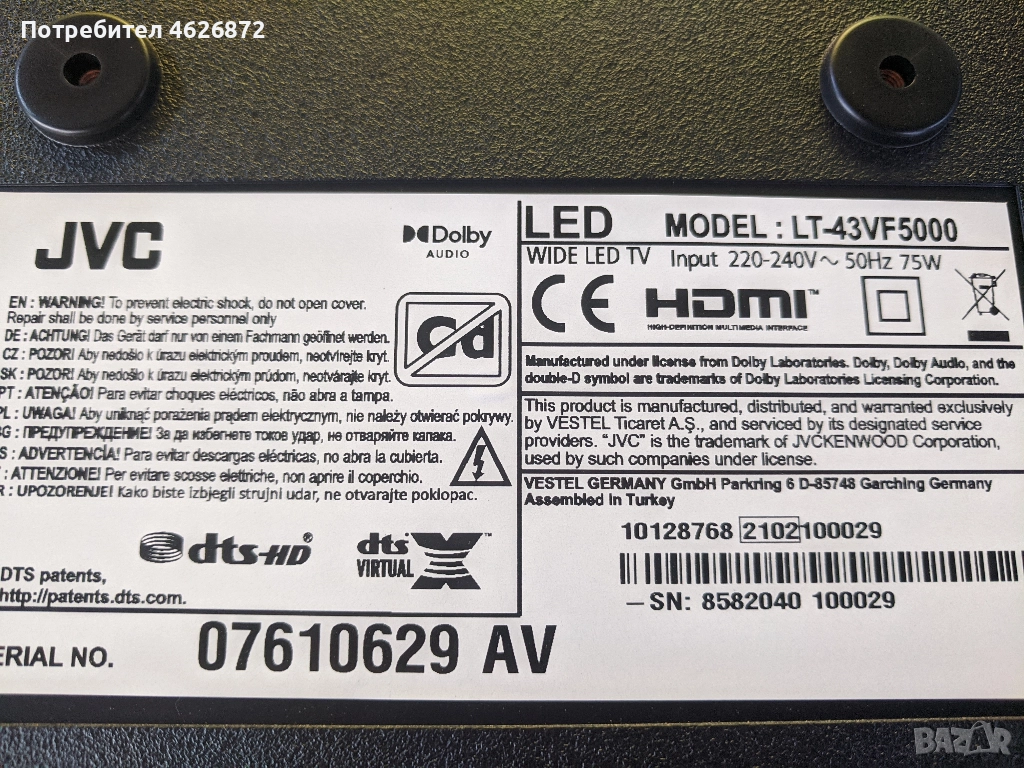 Потребител 4626872
JVC
Dolby
AUDIO
EN : WARNING! To prevent electric shock, do not open cover.
Repair shall be done by service personnel only
DE : ACHTUNG! Das Gerät darf nur von einem Fachmann geöffnet werden.
CZ : POZOR! Aby nedošlo k úrazu elektrickým proudem, neotvírejte kryt.
SK : POZOR! Aby nedošlo k úrazu elektrickým prúdom, neotvárajte kryt.
PT : ATENÇÃO! Para evitar choques eléctricos, não abra a tampa.
PL : UWAGA! Aby uniknąć porażenia prądem elektrycznym, nie należy otwierać pokrywy.
BG : ПРЕДУПРЕЖДЕНИЕ! За да избегнете токов удар, не отваряйте капака.
S : ADVERTENCIA! Para evitar descargas eléctricas, no abra la cubierta.
: ATTENZIONE! Per evitare scosse elettriche, non aprire il coperchio.
R : UPOZORENJE! Kako biste izbjegli strujni udar, ne otvarajte poklopac.
Cd
dts-HD
dts X
VIRTUAL
DTS patents,
http://patents.dts.com.
ERIAL NO. 07610629 AV
LED MODEL : LT-43VF5000
WIDE LED TV Input 220-240V~ 50Hz 75W
CE HDMI™
HIGH-DEFINITION MULTIMEDIA INTERFACE
Manufactured under license from Dolby Laboratories. Dolby, Dolby Audio, and the
double-D symbol are trademarks of Dolby Laboratories Licensing Corporation.
This product is manufactured, distributed, and warranted exclusively
by VESTEL Ticaret A.Ş., and serviced by its designated service
providers. "JVC" is the trademark of JVCKENWOOD Corporation,
used by such companies under license.
VESTEL GERMANY GmbH Parkring 6 D-85748 Garching Germany
Assembled in Turkey
10128768 2102 100029
–SN: 8582040 100029
BAZAR